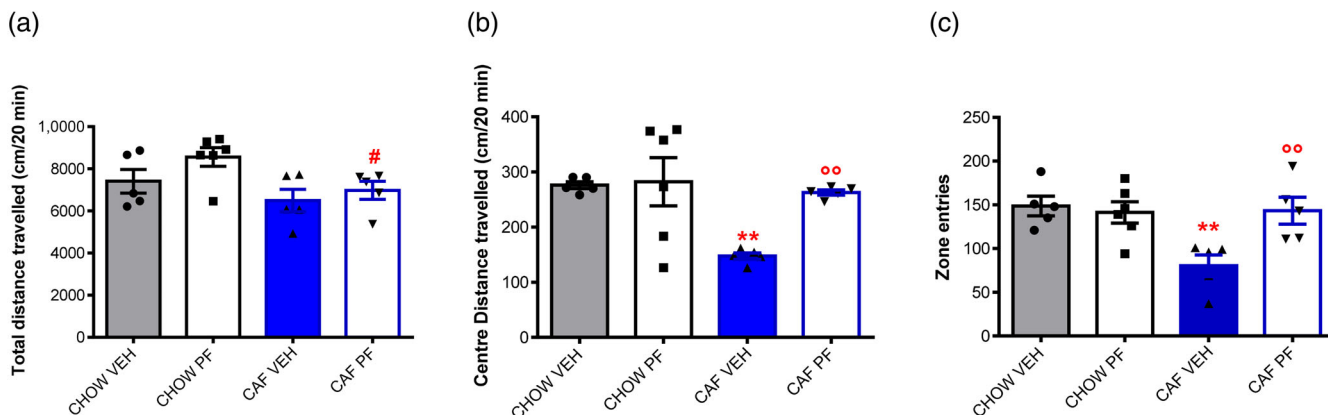 (a)
Total distance travelled (cm/20 min)
1,0000
8000
6000
4000
2000
0
#
CHOW VEH
CHOW PF
CAF VEH
CAF PF
(b)
Centre Distance travelled (cm/20 min)
400
300
200
100
0
**
°°
CHOW VEH
CHOW PF
CAF VEH
CAF PF
(c)
Zone entries
250
200
150
100
50
0
**
°°
CHOW VEH
CHOW PF
CAF VEH
CAF PF